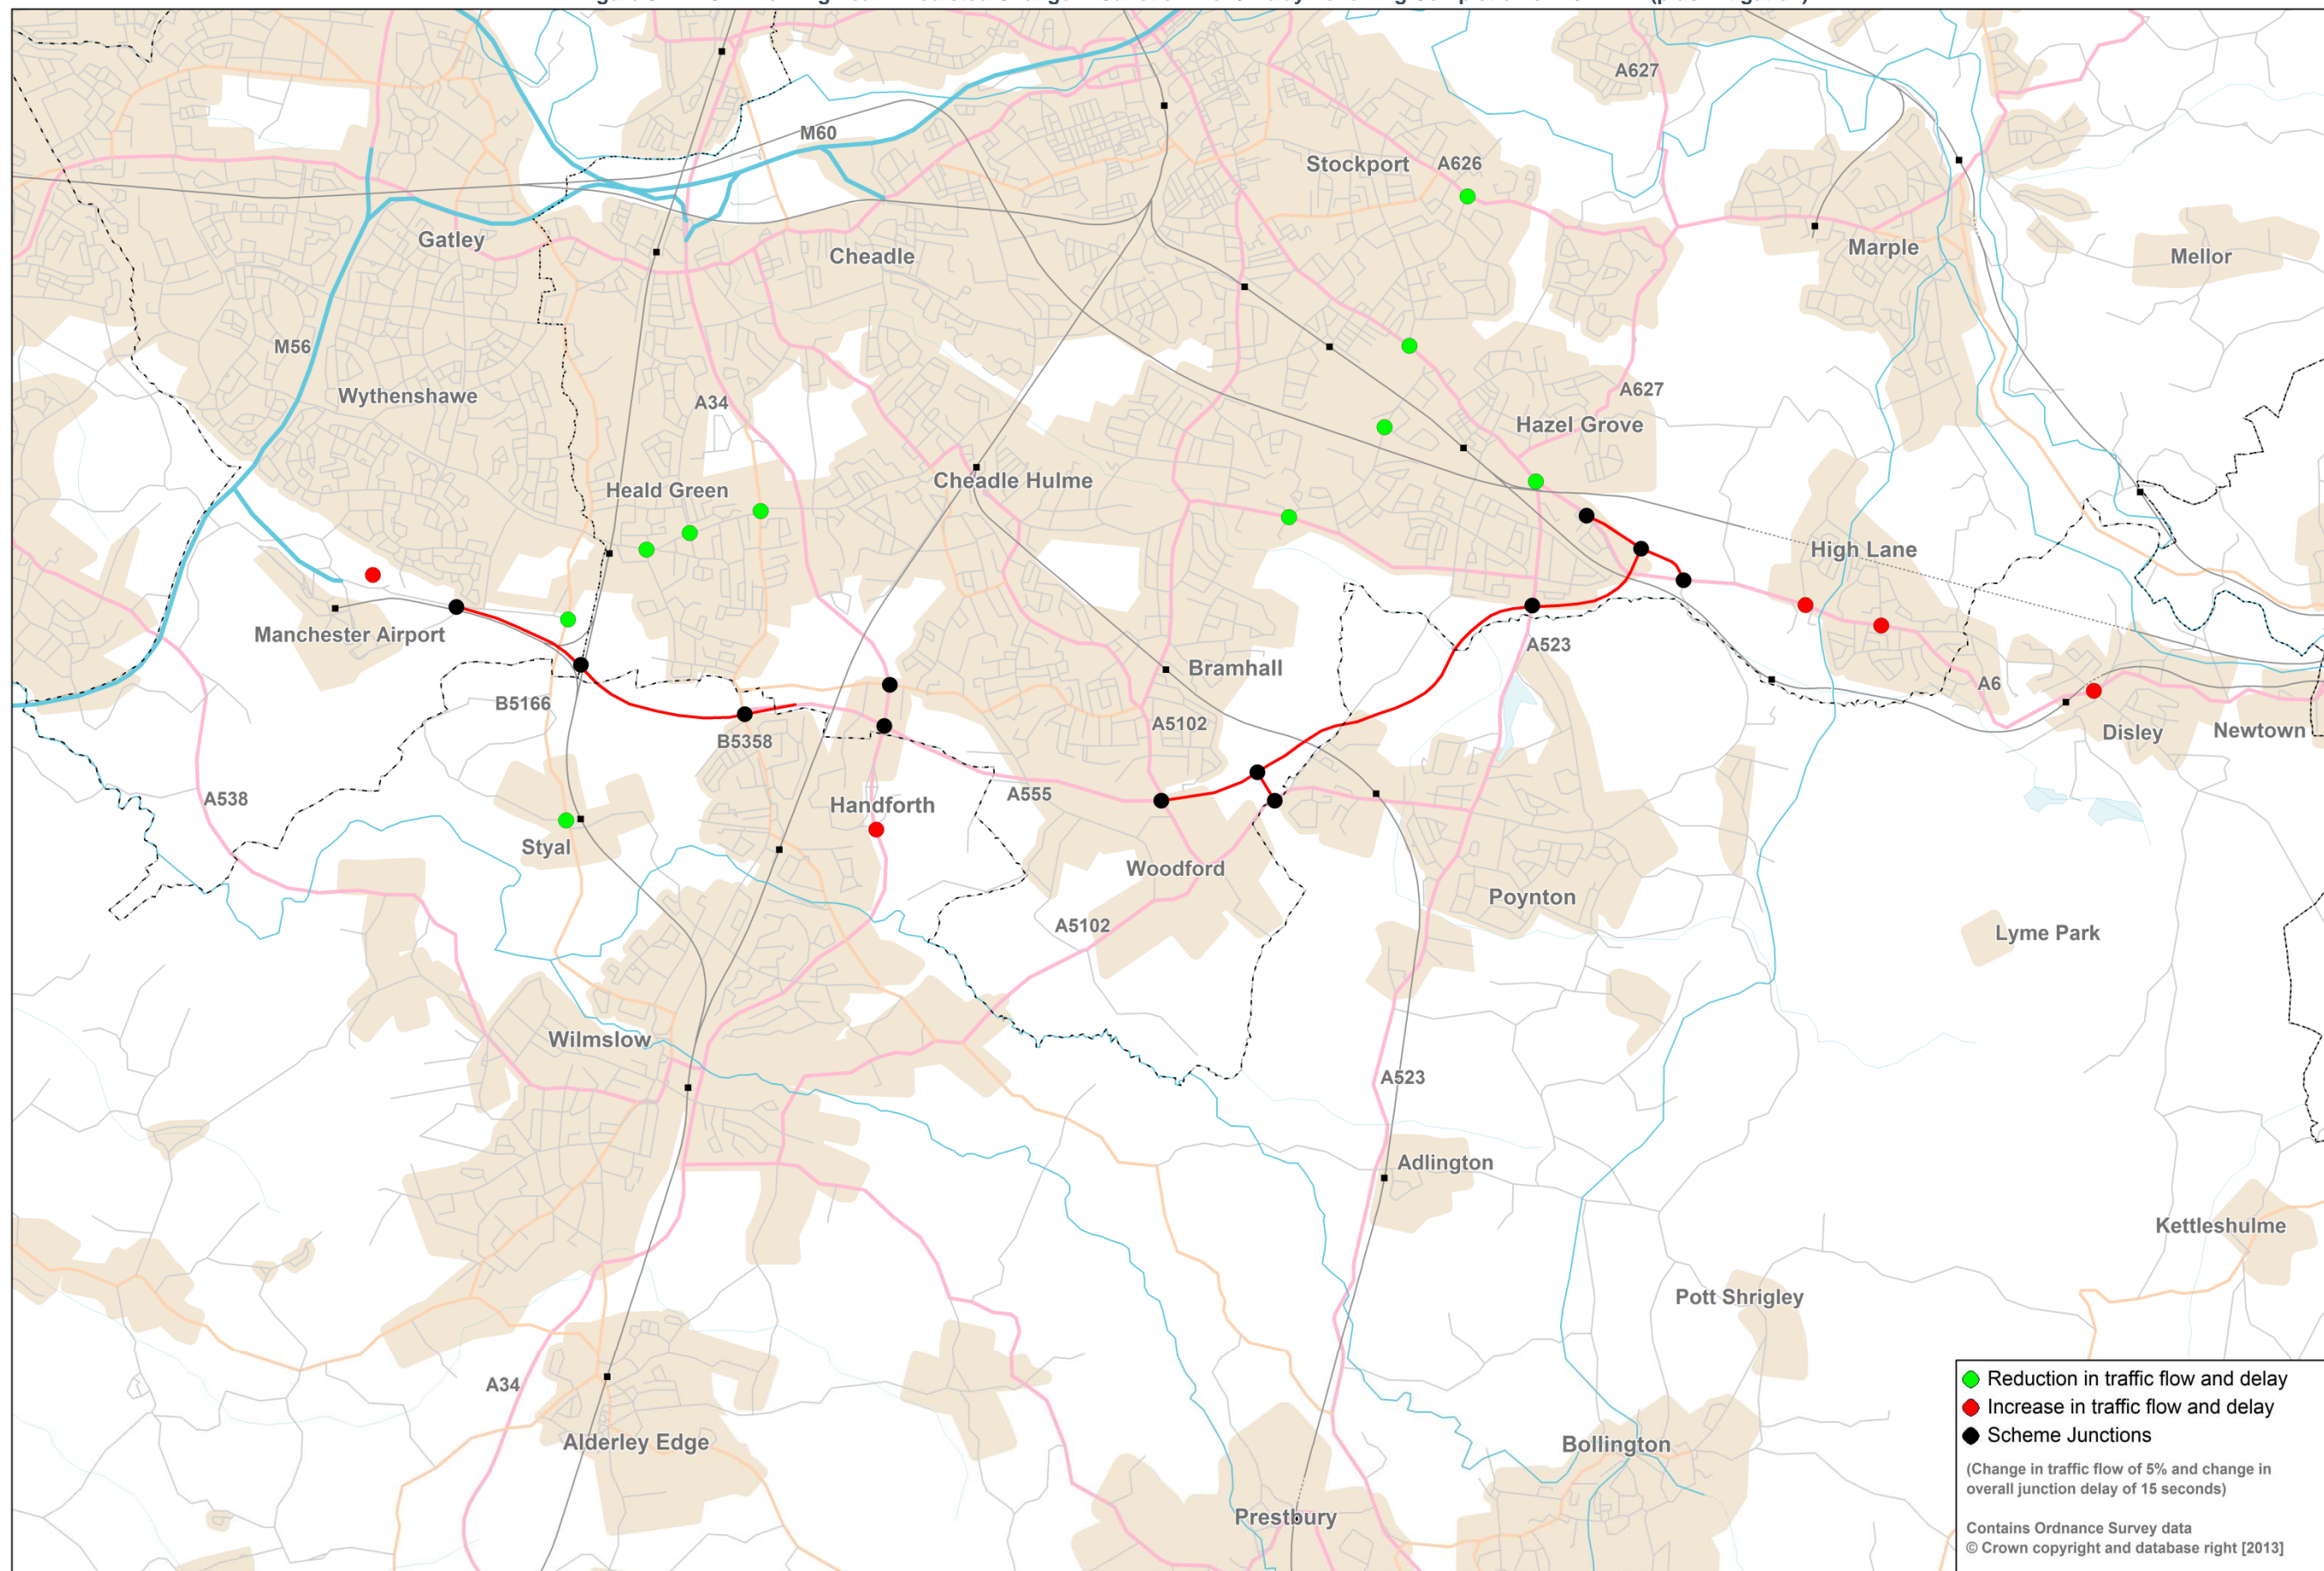 A627
M60
Stockport
A626
Gatley
Cheadle
Marple
Mellor
M56
Wythenshawe
A34
A627
Hazel Grove
Cheadle Hulme
Heald Green
High Lane
Manchester Airport
A523
Bramhall
A6
B5166
A5102
Disley
Newtown
B5358
A538
Handforth
A555
Styal
Woodford
Poynton
A5102
Lyme Park
Wilmslow
A523
Adlington
Kettleshulme
Pott Shrigley
A34
Alderley Edge
Bollington
Prestbury
Reduction in traffic flow and delay
Increase in traffic flow and delay
Scheme Junctions
(Change in traffic flow of 5% and change in
overall junction delay of 15 seconds)
Contains Ordnance Survey data
© Crown copyright and database right [2013]